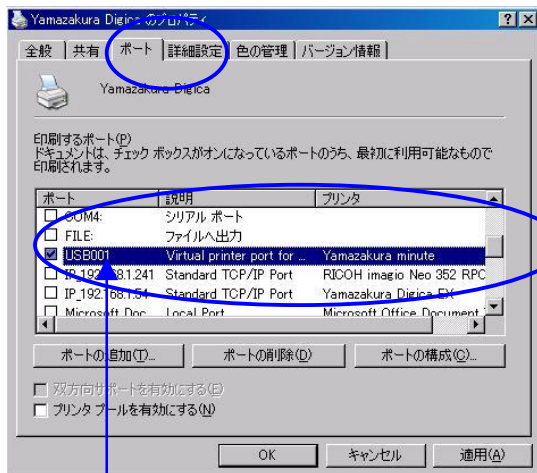 Yamazakura Digica のプロパティ
全般 共有 ポート 詳細設定 色の管理 バージョン情報
Yamazakura Digica
印刷するポート(P)
ドキュメントは、チェック ボックスがオンになっているポートのうち、最初に利用可能なもので
印刷されます。
ポート 説明 プリンタ
COM4: シリアル ポート
FILE: ファイルへ出力
USB001 Virtual printer port for ... Yamazakura minute
IP_192.168.1.241 Standard TCP/IP Port RICOH imagio Neo 352 RPC
IP_192.168.1.54 Standard TCP/IP Port Yamazakura Digica EX
Microsoft Doc... Local Port Microsoft Office Document
ポートの追加(T)... ポートの削除(D) ポートの構成(C)...
双方向サポートを有効にする(E)
プリンタ プールを有効にする(N)
OK キャンセル 適用(A)